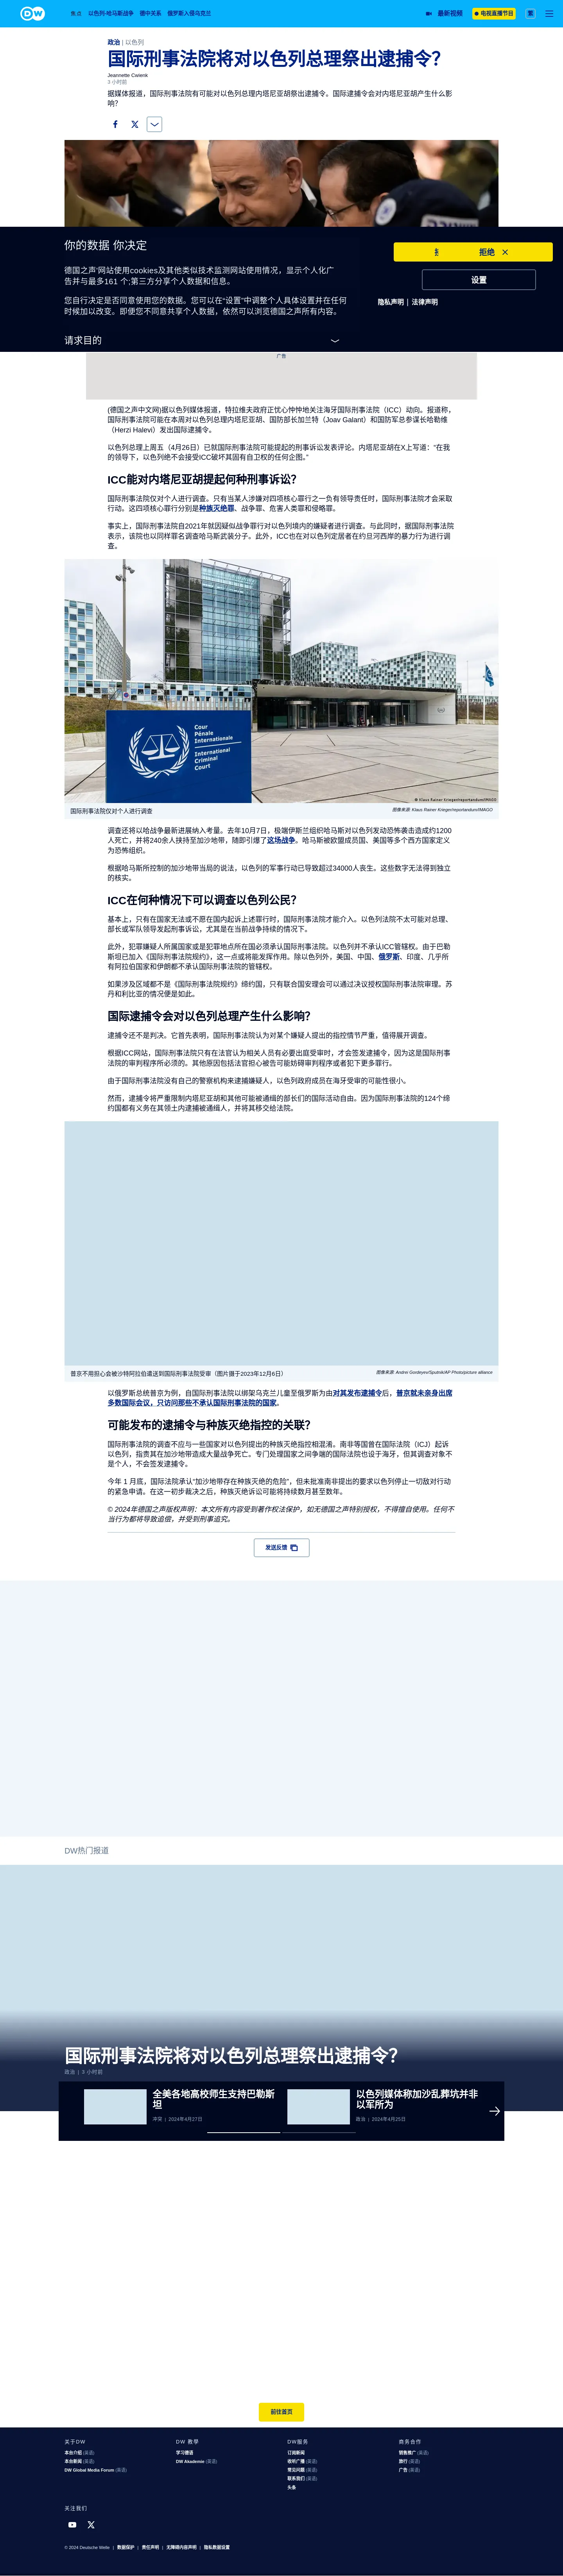 DW
焦点
以色列-哈马斯战争
德中关系
俄罗斯入侵乌克兰
最新视频
电视直播节目
繁
政治 | 以色列
国际刑事法院将对以色列总理祭出逮捕令?
Jeannette Cwienk
3 小时前
据媒体报道，国际刑事法院有可能对以色列总理内塔尼亚胡祭出逮捕令。国际逮捕令会对内塔尼亚胡产生什么影
响?
你的数据 你决定
德国之声'网站使用cookies及其他类似技术监测网站使用情况，显示个人化广
告并与最多161 个;第三方分享个人数据和信息。
您自行决定是否同意使用您的数据。您可以在"设置"中调整个人具体设置并在任何
时候加以改变。即便您不同意共享个人数据，依然可以浏览德国之声所有内容。
请求目的
拒绝
设置
隐私声明 | 法律声明
广告
(德国之声中文网)据以色列媒体报道，特拉维夫政府正忧心忡忡地关注海牙国际刑事法院（ICC）动向。报道称，
国际刑事法院可能在本周对以色列总理内塔尼亚胡、国防部长加兰特（Joav Galant）和国防军总参谋长哈勒维
（Herzi Halevi）发出国际逮捕令。
以色列总理上周五（4月26日）已就国际刑事法院可能提起的刑事诉讼发表评论。内塔尼亚胡在X上写道："在我
的领导下，以色列绝不会接受ICC破坏其固有自卫权的任何企图。"
ICC能对内塔尼亚胡提起何种刑事诉讼?
国际刑事法院仅对个人进行调查。只有当某人涉嫌对四项核心罪行之一负有领导责任时，国际刑事法院才会采取
行动。这四项核心罪行分别是种族灭绝罪、战争罪、危害人类罪和侵略罪。
事实上，国际刑事法院自2021年就因疑似战争罪行对以色列境内的嫌疑者进行调查。与此同时，据国际刑事法院
表示，该院也以同样罪名调查哈马斯武装分子。此外，ICC也在对以色列定居者在约旦河西岸的暴力行为进行调
查。
Cour
Pénale
Internationale
International
Criminal
Court
© Klaus Rainer Krieger/reportandum/IMAGO
国际刑事法院仅对个人进行调查
图像来源: Klaus Rainer Krieger/reportandum/IMAGO
调查还将以哈战争最新进展纳入考量。去年10月7日，极端伊斯兰组织哈马斯对以色列发动恐怖袭击造成约1200
人死亡，并将240余人挟持至加沙地带，随即引爆了这场战争。哈马斯被欧盟成员国、美国等多个西方国家定义
为恐怖组织。
根据哈马斯所控制的加沙地带当局的说法，以色列的军事行动已导致超过34000人丧生。这些数字无法得到独立
的核实。
ICC在何种情况下可以调查以色列公民?
基本上，只有在国家无法或不愿在国内起诉上述罪行时，国际刑事法院才能介入。以色列法院不太可能对总理、
部长或军队领导发起刑事诉讼，尤其是在当前战争持续的情况下。
此外，犯罪嫌疑人所属国家或是犯罪地点所在国必须承认国际刑事法院。以色列并不承认ICC管辖权。由于巴勒
斯坦已加入《国际刑事法院规约》，这一点或将能发挥作用。除以色列外，美国、中国、俄罗斯、印度、几乎所
有阿拉伯国家和伊朗都不承认国际刑事法院的管辖权。
如果涉及区域都不是《国际刑事法院规约》缔约国，只有联合国安理会可以通过决议授权国际刑事法院审理。苏
丹和利比亚的情况便是如此。
国际逮捕令会对以色列总理产生什么影响?
逮捕令还不是判决。它首先表明，国际刑事法院认为对某个嫌疑人提出的指控情节严重，值得展开调查。
根据ICC网站，国际刑事法院只有在法官认为相关人员有必要出庭受审时，才会签发逮捕令，因为这是国际刑事
法院的审判程序所必须的。其他原因包括法官担心被告可能妨碍审判程序或者犯下更多罪行。
由于国际刑事法院没有自己的警察机构来逮捕嫌疑人，以色列政府成员在海牙受审的可能性很小。
然而，逮捕令将严重限制内塔尼亚胡和其他可能被通缉的部长们的国际活动自由。因为国际刑事法院的124个缔
约国都有义务在其领土内逮捕被通缉人，并将其移交给法院。
普京不用担心会被沙特阿拉伯遣送到国际刑事法院受审（图片摄于2023年12月6日）
图像来源: Andrei Gordeyev/Sputnik/AP Photo/picture alliance
以俄罗斯总统普京为例，自国际刑事法院以绑架乌克兰儿童至俄罗斯为由对其发布逮捕令后，普京就未亲身出席
多数国际会议，只访问那些不承认国际刑事法院的国家。
可能发布的逮捕令与种族灭绝指控的关联?
国际刑事法院的调查不应与一些国家对以色列提出的种族灭绝指控相混淆。南非等国曾在国际法院（ICJ）起诉
以色列，指责其在加沙地带造成大量战争死亡。专门处理国家之间争端的国际法院也设于海牙，但其调查对象不
是个人，不会签发逮捕令。
今年 1 月底，国际法院承认"加沙地带存在种族灭绝的危险"，但未批准南非提出的要求以色列停止一切敌对行动
的紧急申请。在这一初步裁决之后，种族灭绝诉讼可能将持续数月甚至数年。
© 2024年德国之声版权声明：本文所有内容受到著作权法保护，如无德国之声特别授权，不得擅自使用。任何不
当行为都将导致追偿，并受到刑事追究。
发送反馈
DW热门报道
国际刑事法院将对以色列总理祭出逮捕令?
政治 | 3 小时前
全美各地高校师生支持巴勒斯
坦
冲突 | 2024年4月27日
以色列媒体称加沙乱葬坑并非
以军所为
政治 | 2024年4月25日
前往首页
关于DW
本台介绍 (英语)
本台新闻 (英语)
DW Global Media Forum (英语)
DW 教学
学习德语
DW Akademie (英语)
DW服务
订阅新闻
收听广播 (英语)
常见问题 (英语)
联系我们 (英语)
头条
商务合作
销售推广 (英语)
旅行 (英语)
广告 (英语)
关注我们
© 2024 Deutsche Welle | 数据保护 | 责任声明 | 无障碍内容声明 | 隐私数据设置